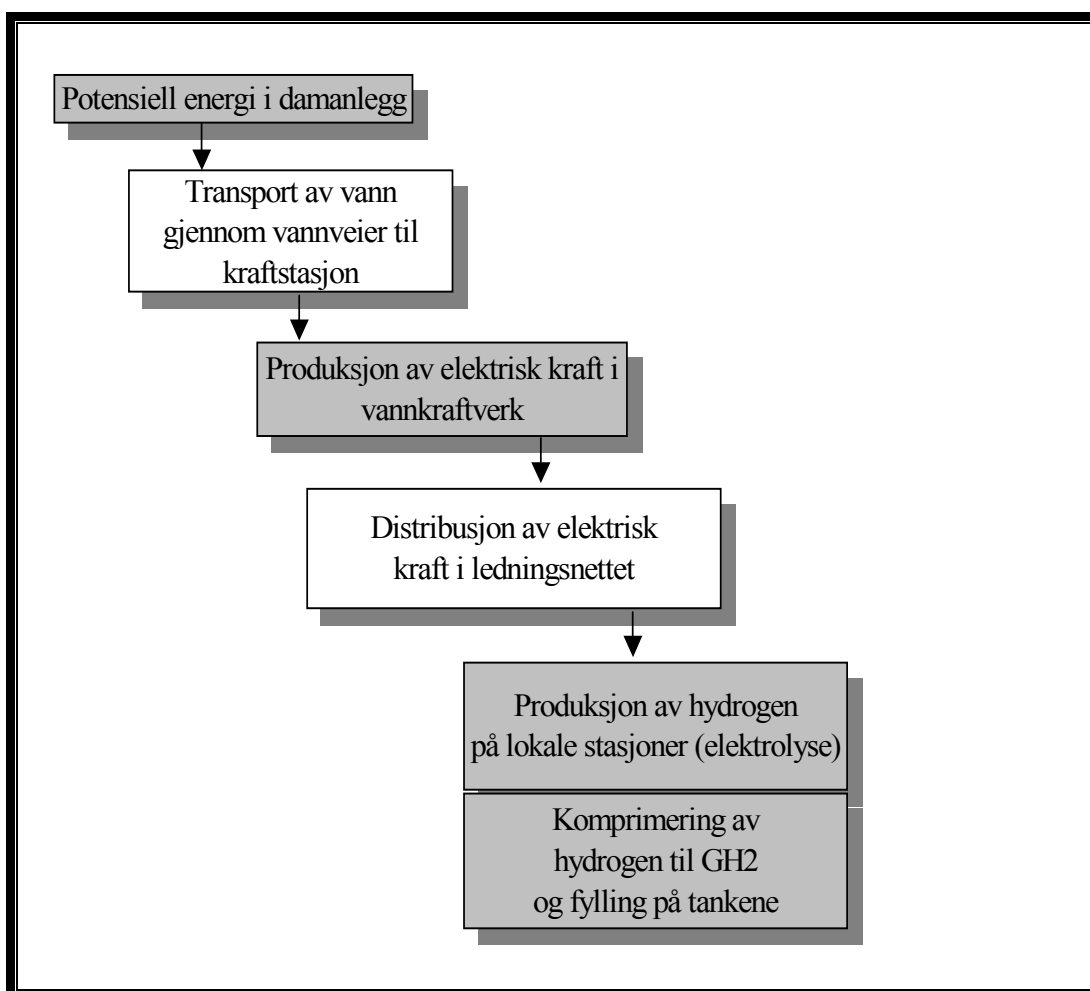 Potensiell energi i damanlegg
Transport av vann
gjennom vannveier til
kraftstasjon
Produksjon av elektrisk kraft i
vannkraftverk
Distribusjon av elektrisk
kraft i ledningsnettet
Produksjon av hydrogen
på lokale stasjoner (elektrolyse)
Komprimering av
hydrogen til GH2
og fylling på tankene